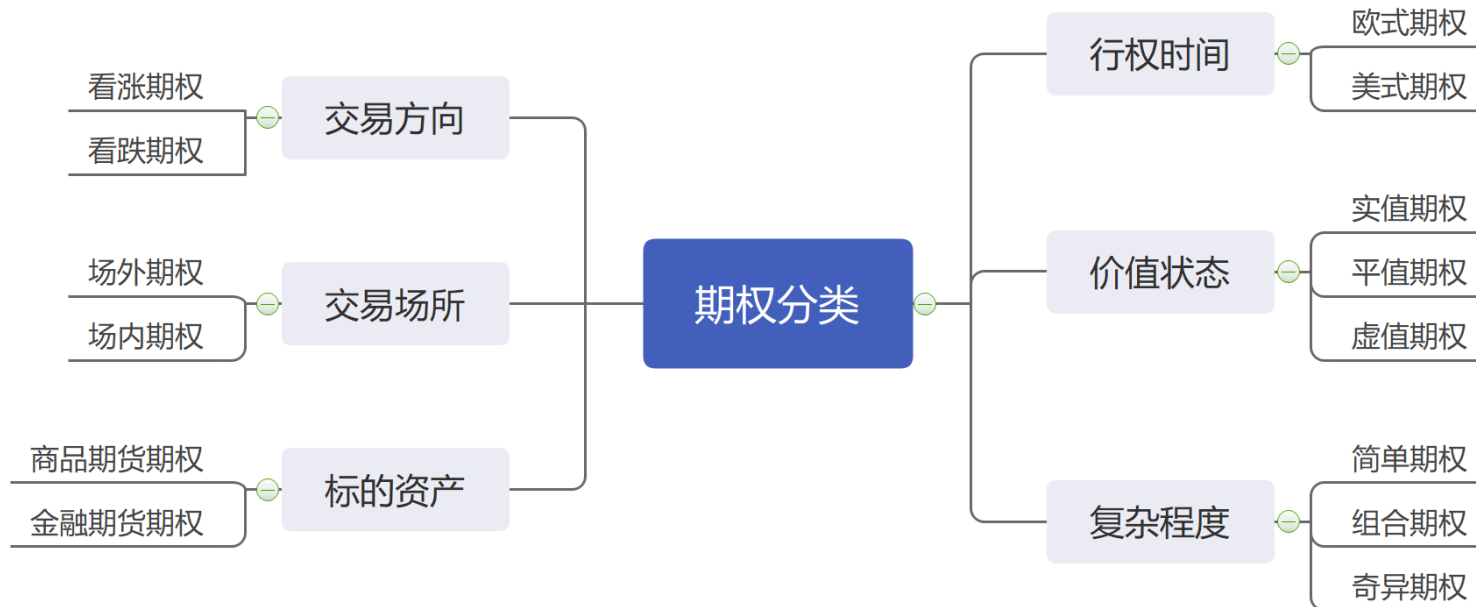 期权分类
交易方向
看涨期权
看跌期权
交易场所
场外期权
场内期权
标的资产
商品期货期权
金融期货期权
行权时间
欧式期权
美式期权
价值状态
实值期权
平值期权
虚值期权
复杂程度
简单期权
组合期权
奇异期权